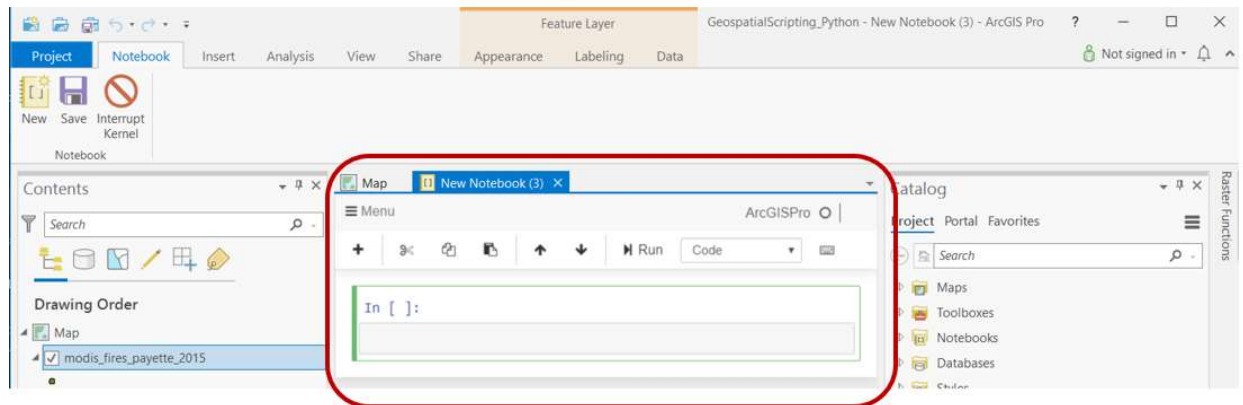 Feature Layer
GeospatialScripting_Python - New Notebook (3) - ArcGIS Pro ?
Project Notebook Insert Analysis View Share Appearance Labeling Data
Not signed in
New Save Interrupt Kernel
Notebook
Contents
Search
Drawing Order
Map
modis_fires_payette_2015
Map New Notebook (3)
Menu ArcGISPro
Run Code
In [ ]:
Catalog
Project Portal Favorites
Search
Maps
Toolboxes
Notebooks
Databases
Styles
Raster Functions